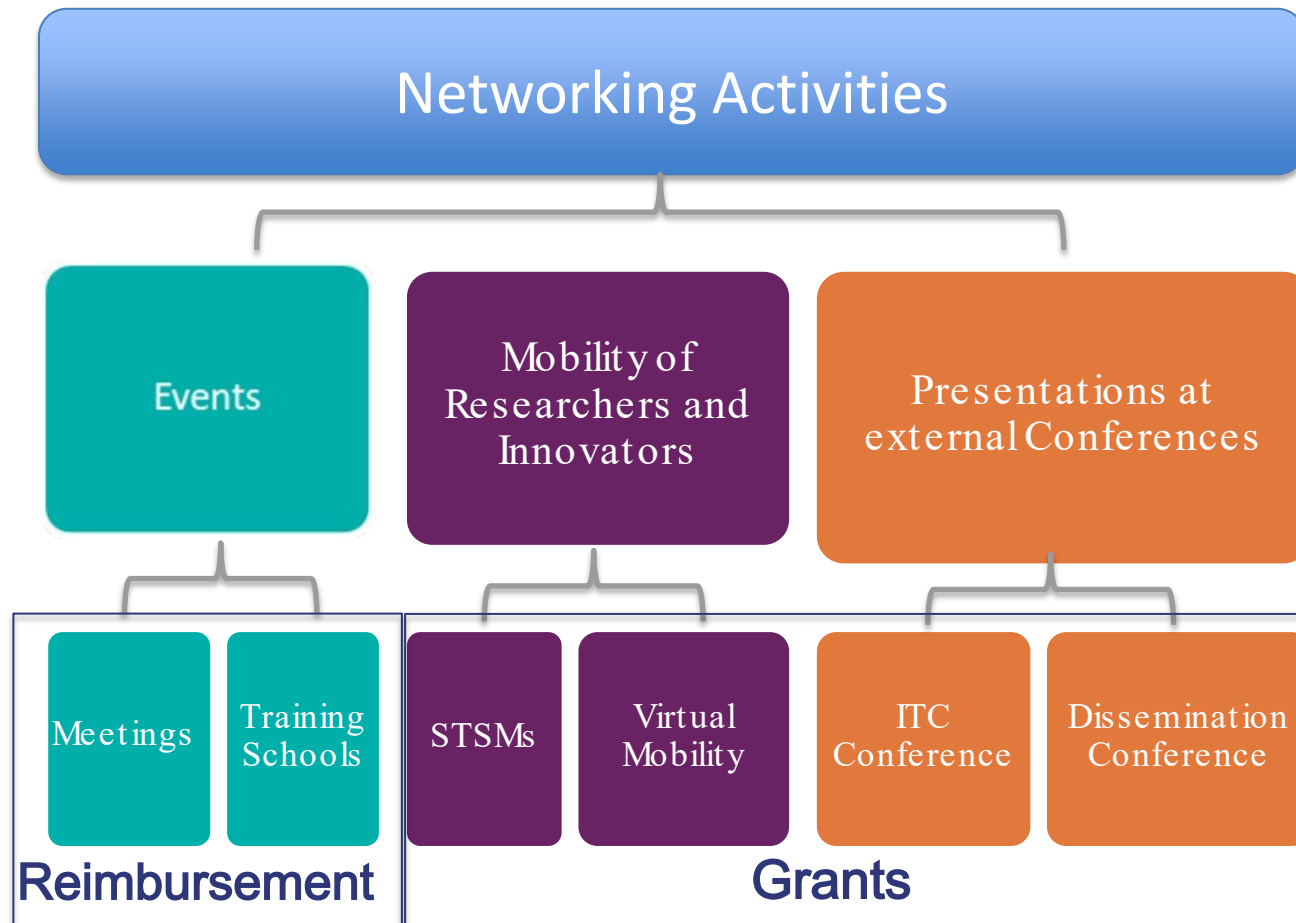 Networking Activities
Events
Mobility of
Researchers and
Innovators
Presentations at
external Conferences
Meetings
Training
Schools
STSMs
Virtual
Mobility
ITC
Conference
Dissemination
Conference
Reimbursement
Grants